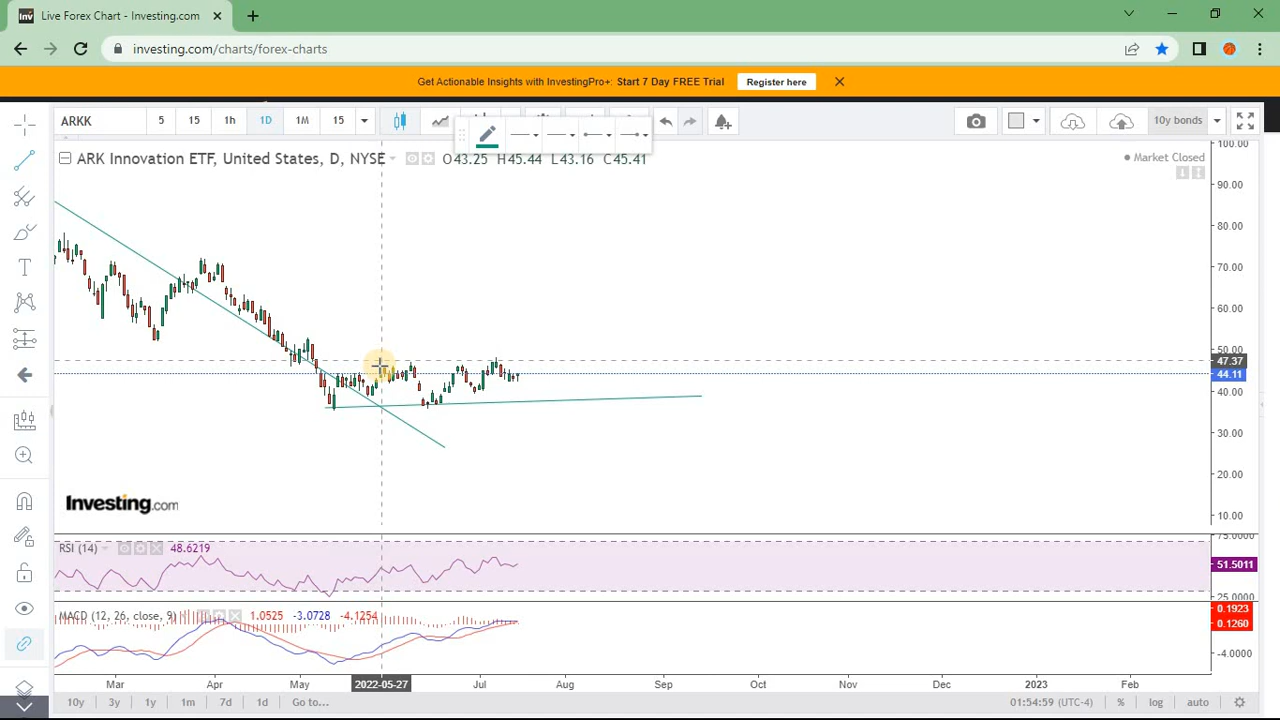 Live Forex Chart - Investing.com
investing.com/charts/forex-charts
Get Actionable Insights with InvestingPro+: Start 7 Day FREE Trial Register here
ARKK 5 15 1h 1D 1M 15 10y bonds
ARK Innovation ETF, United States, D, NYSE O43.25 H45.44 L43.16 C45.41
Market Closed
100.00
90.00
80.00
70.00
60.00
50.00
47.37
44.11
40.00
30.00
20.00
10.00
Investing.com
75.0000
RSI (14) 48.6219
51.5011
25.0000
MACD (12, 26, close, 9) 1.0525 -3.0728 -4.1254
0.1923
0.1260
-4.0000
Mar Apr May 2022-05-27 Jul Aug Sep Oct Nov Dec 2023 Feb
10y 3y 1y 1m 7d 1d Go to... 01:54:59 (UTC-4) % log auto